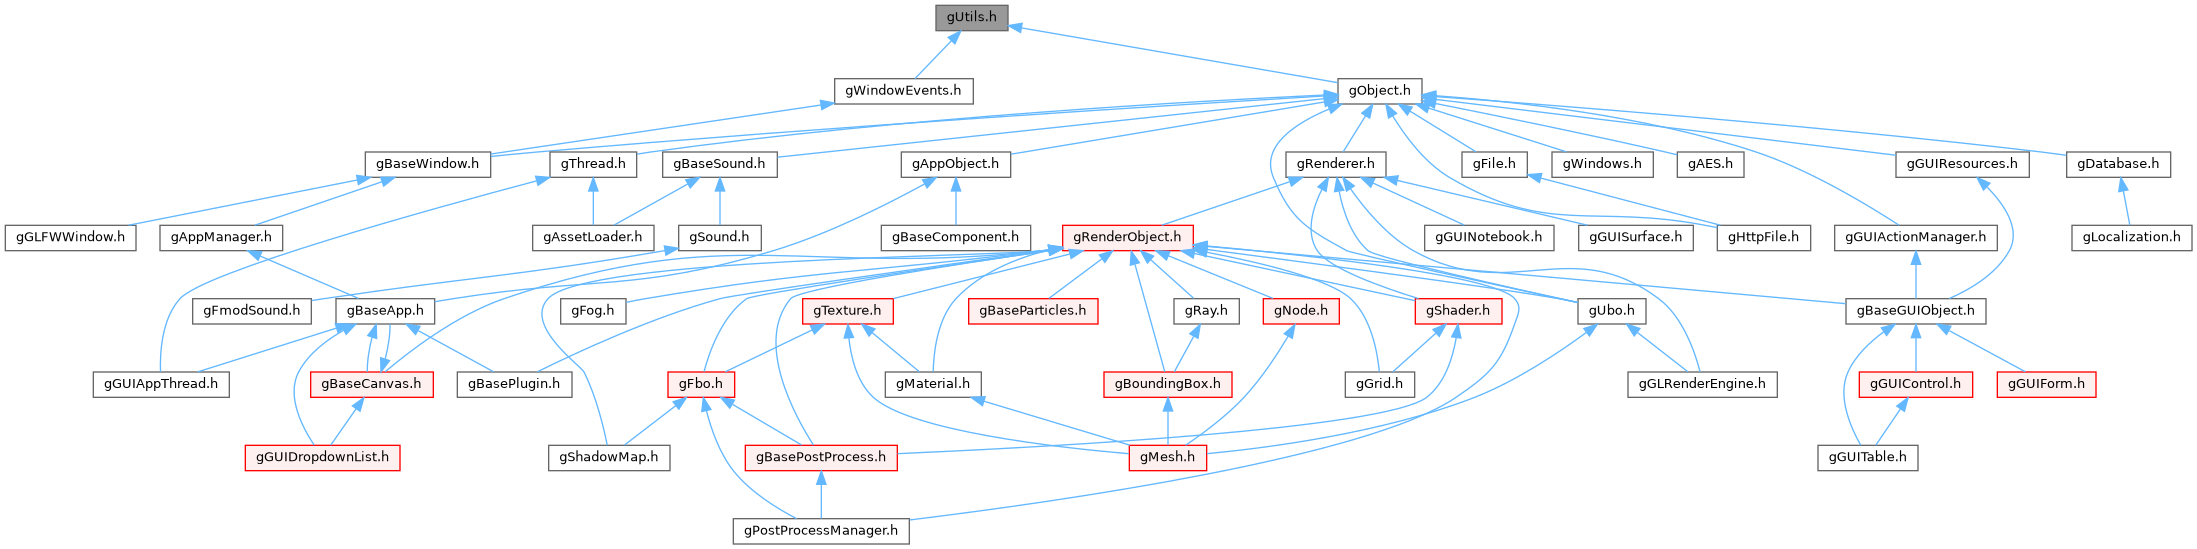 gUtils.h
gWindowEvents.h
gObject.h
gBaseWindow.h
gThread.h
gBaseSound.h
gAppObject.h
gRenderer.h
gFile.h
gWindows.h
gAES.h
gGUIResources.h
gDatabase.h
gGLFWWindow.h
gAppManager.h
gAssetLoader.h
gSound.h
gBaseComponent.h
gRenderObject.h
gGUINotebook.h
gGUISurface.h
gHttpFile.h
gGUIActionManager.h
gLocalization.h
gFmodSound.h
gBaseApp.h
gFog.h
gTexture.h
gBaseParticles.h
gRay.h
gNode.h
gShader.h
gUbo.h
gBaseGUIObject.h
gGUIAppThread.h
gBaseCanvas.h
gBasePlugin.h
gFbo.h
gMaterial.h
gBoundingBox.h
gGrid.h
gGLRenderEngine.h
gGUIControl.h
gGUIForm.h
gGUIDropdownList.h
gShadowMap.h
gBasePostProcess.h
gMesh.h
gGUITable.h
gPostProcessManager.h